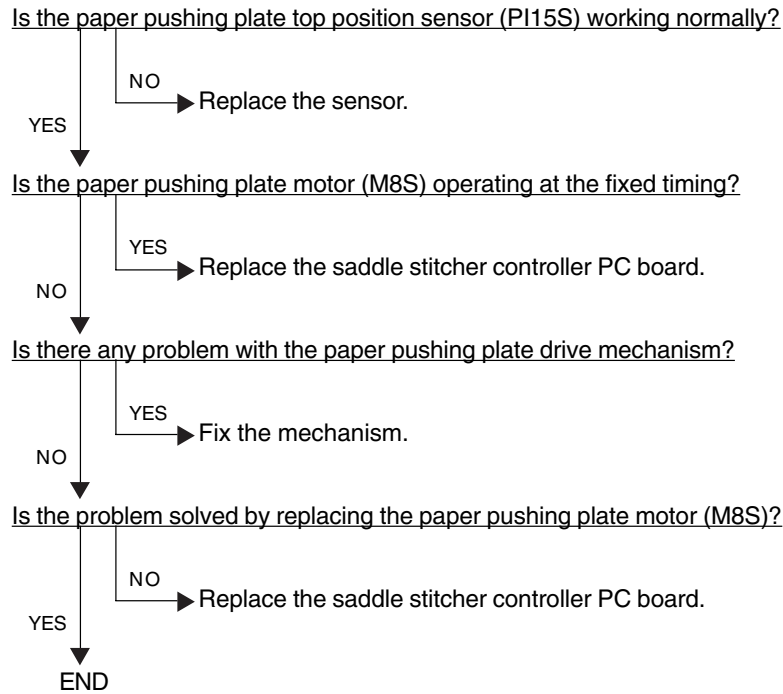 Is the paper pushing plate top position sensor (PI15S) working normally?
NO
Replace the sensor.
YES
Is the paper pushing plate motor (M8S) operating at the fixed timing?
YES
Replace the saddle stitcher controller PC board.
NO
Is there any problem with the paper pushing plate drive mechanism?
YES
Fix the mechanism.
NO
Is the problem solved by replacing the paper pushing plate motor (M8S)?
NO
Replace the saddle stitcher controller PC board.
YES
END